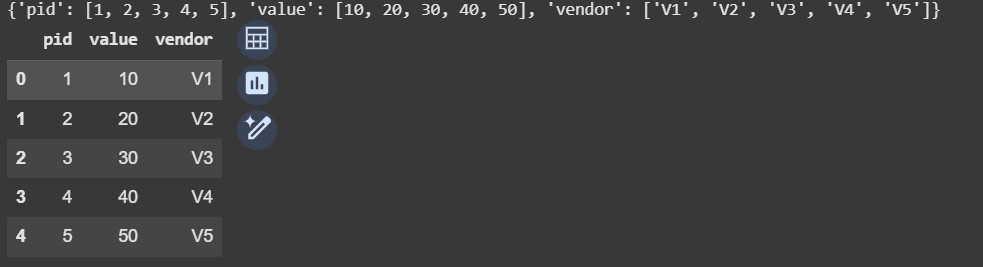 {'pid': [1, 2, 3, 4, 5], 'value': [10, 20, 30, 40, 50], 'vendor': ['V1', 'V2', 'V3', 'V4', 'V5']}
pid value vendor
0 1 10 V1
1 2 20 V2
2 3 30 V3
3 4 40 V4
4 5 50 V5